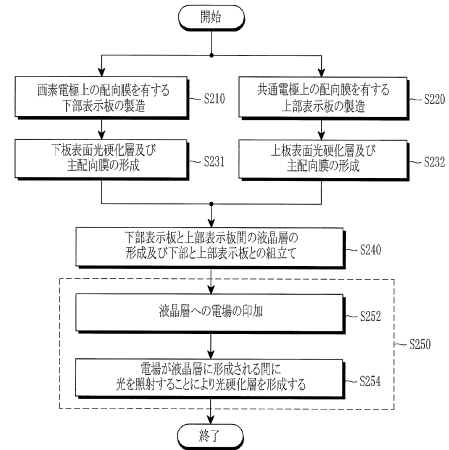 開始
画素電極上の配向膜を有する
下部表示板の製造
S210
共通電極上の配向膜を有する
上部表示板の製造
S220
下板表面光硬化層及び
主配向膜の形成
S231
上板表面光硬化層及び
主配向膜の形成
S232
下部表示板と上部表示板間の液晶層の
形成及び下部と上部表示板との組立て
S240
液晶層への電場の印加
S252
S250
電場が液晶層に形成される間に
光を照射することにより光硬化層を形成する
S254
終了